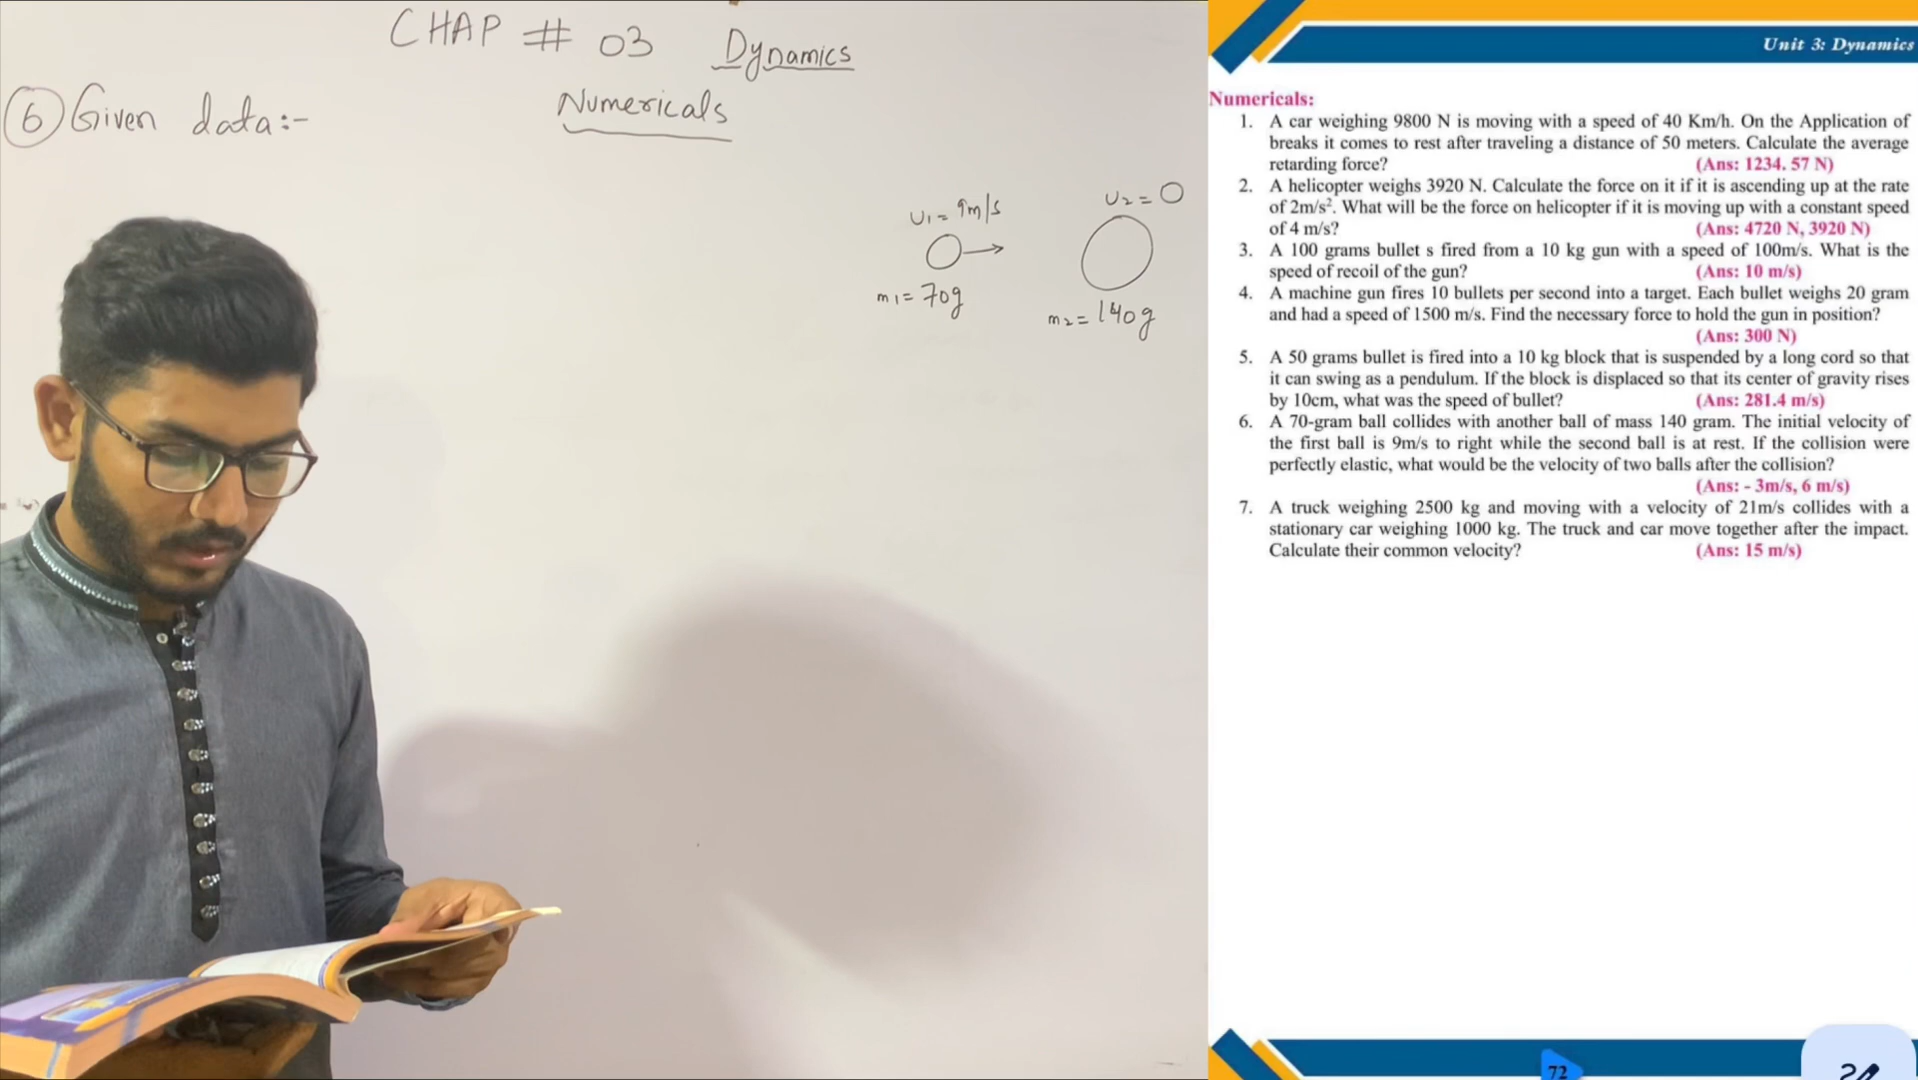 CHAP # 03 Dynamics
Numericals
6 Given data:-
U1 = 9m/s
U2 = 0
m1 = 70g
m2 = 140g
Unit 3: Dynamics
Numericals:
1. A car weighing 9800 N is moving with a speed of 40 Km/h. On the Application of
breaks it comes to rest after traveling a distance of 50 meters. Calculate the average
retarding force? (Ans: 1234. 57 N)
2. A helicopter weighs 3920 N. Calculate the force on it if it is ascending up at the rate
of 2m/s². What will be the force on helicopter if it is moving up with a constant speed
of 4 m/s? (Ans: 4720 N, 3920 N)
3. A 100 grams bullet s fired from a 10 kg gun with a speed of 100m/s. What is the
speed of recoil of the gun? (Ans: 10 m/s)
4. A machine gun fires 10 bullets per second into a target. Each bullet weighs 20 gram
and had a speed of 1500 m/s. Find the necessary force to hold the gun in position?
(Ans: 300 N)
5. A 50 grams bullet is fired into a 10 kg block that is suspended by a long cord so that
it can swing as a pendulum. If the block is displaced so that its center of gravity rises
by 10cm, what was the speed of bullet? (Ans: 281.4 m/s)
6. A 70-gram ball collides with another ball of mass 140 gram. The initial velocity of
the first ball is 9m/s to right while the second ball is at rest. If the collision were
perfectly elastic, what would be the velocity of two balls after the collision?
(Ans: - 3m/s, 6 m/s)
7. A truck weighing 2500 kg and moving with a velocity of 21m/s collides with a
stationary car weighing 1000 kg. The truck and car move together after the impact.
Calculate their common velocity? (Ans: 15 m/s)
72